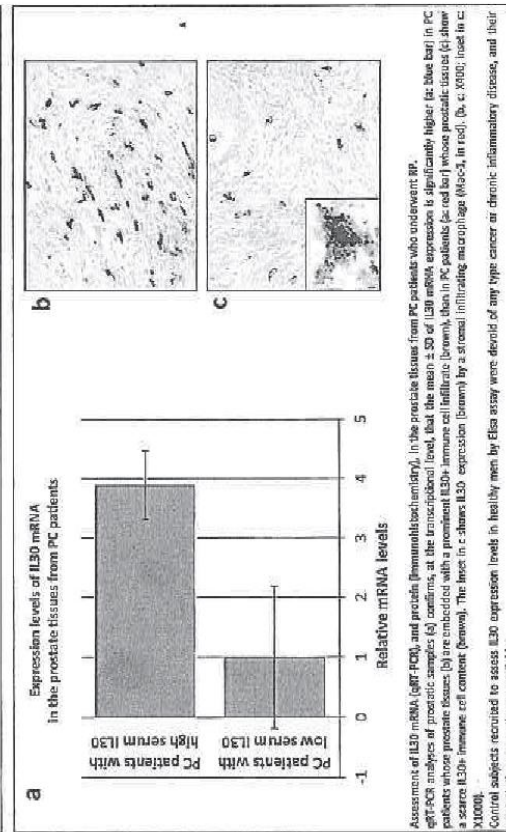 a
Expression levels of IL30 mRNA
in the prostate tissues from PC patients
PC patients with
high serum IL30
PC patients with
low serum IL30
-1 0 1 2 3 4 5
Relative mRNA levels
b
c
Assessment of IL30 mRNA (qRT-PCR), and protein (immunohistochemistry), in the prostate tissues from PC patients who underwent RP.
qRT-PCR analyses of prostatic samples (a) confirms, at the transcriptional level, that the mean ± SD of IL30 mRNA expression is significantly higher (a: blue bar) in PC
patients whose prostate tissues (b) are embedded with a prominent IL30+ immune cell infiltrate (brown), than in PC patients (a: red bar) whose prostatic tissues (c) show
a scarce IL30+ immune cell content (brown). The inset in c shows IL30 expression (brown) by a stromal infiltrating macrophage (Mac-1, in red). (b, c: X400; inset in c:
X1000).
Control subjects recruited to assess IL30 expression levels in healthy men by Elisa assay were devoid of any type cancer or chronic inflammatory disease, and their